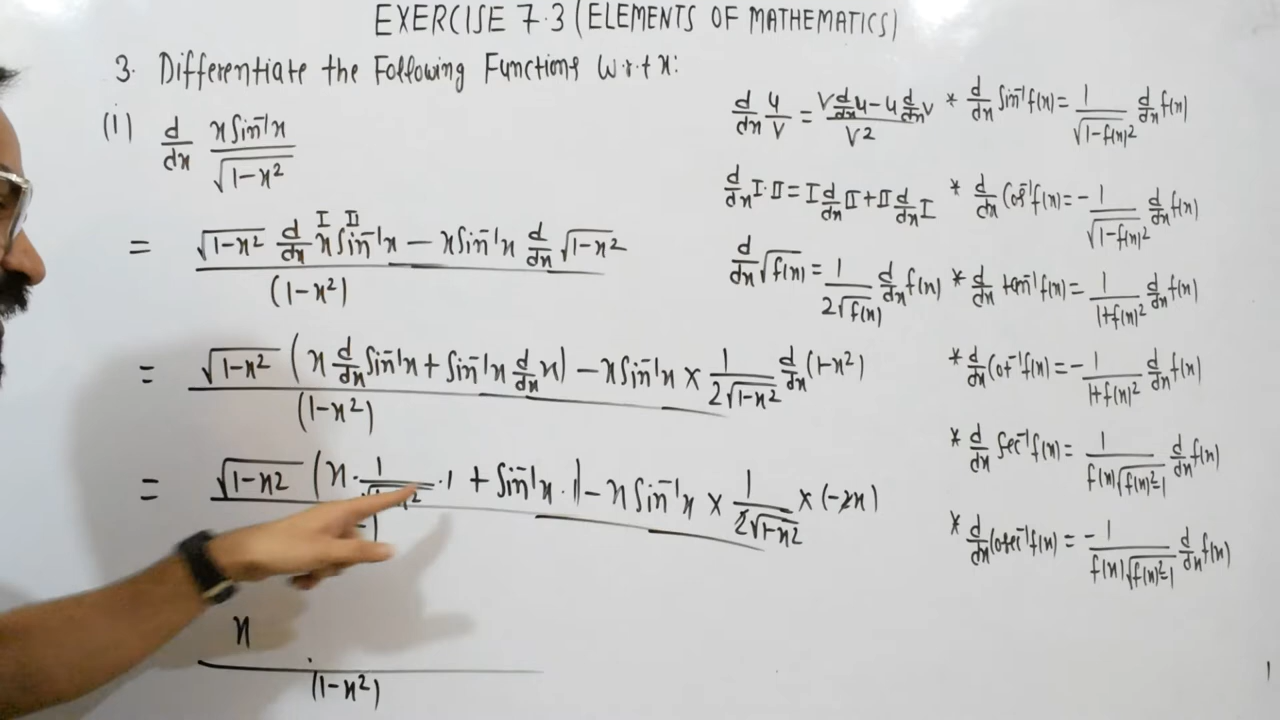 EXERCISE 7.3 (ELEMENTS OF MATHEMATICS)
3. Differentiate the Following Functions w.r.t x:
(i) d/dx (x Sin⁻¹x)/√(1-x²)
= (√(1-x²) d/dx x Sin⁻¹x - x Sin⁻¹x d/dx √(1-x²))/(1-x²)
I II
= (√(1-x²) (x d/dx Sin⁻¹x + Sin⁻¹x d/dx x) - x Sin⁻¹x × 1/(2√(1-x²)) d/dx (1-x²))/(1-x²)
= √(1-x²) (x · 1/ · 1 + Sin⁻¹x · 1) - x Sin⁻¹x × 1/(2√(1-x²)) × (-2x)
x
(1-x²)
d/dx u/v = (v d/dx u - u d/dx v)/v²
d/dx I·II = I d/dx II + II d/dx I
d/dx √f(x) = 1/(2√f(x)) d/dx f(x)
* d/dx Sin⁻¹f(x) = 1/√(1-f(x)²) d/dx f(x)
* d/dx Cos⁻¹f(x) = -1/√(1-f(x)²) d/dx f(x)
* d/dx tan⁻¹f(x) = 1/(1+f(x)²) d/dx f(x)
* d/dx Cot⁻¹f(x) = -1/(1+f(x)²) d/dx f(x)
* d/dx Sec⁻¹f(x) = 1/(f(x)√(f(x)²-1)) d/dx f(x)
* d/dx Cosec⁻¹f(x) = -1/(f(x)√(f(x)²-1)) d/dx f(x)